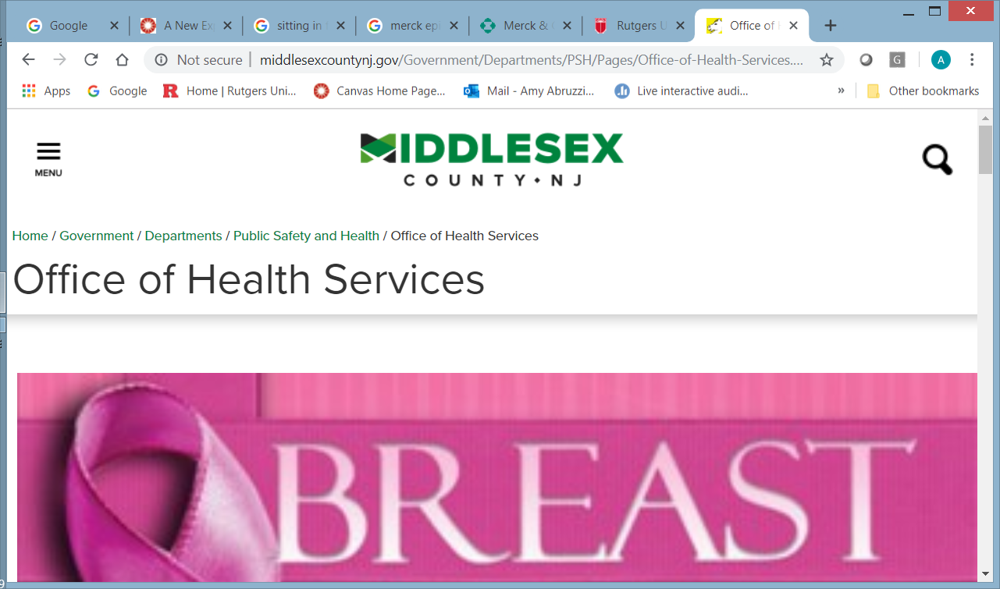 Google A New Ex sitting in merck epi Merck & Rutgers U Office of
Not secure middlesexcountynj.gov/Government/Departments/PSH/Pages/Office-of-Health-Services.... G A
Apps Google Home | Rutgers Uni... Canvas Home Page... Mail - Amy Abruzzi... Live interactive audi... » Other bookmarks
MIDDLESEX
MENU
COUNTY • NJ
Home / Government / Departments / Public Safety and Health / Office of Health Services
Office of Health Services
BREAST